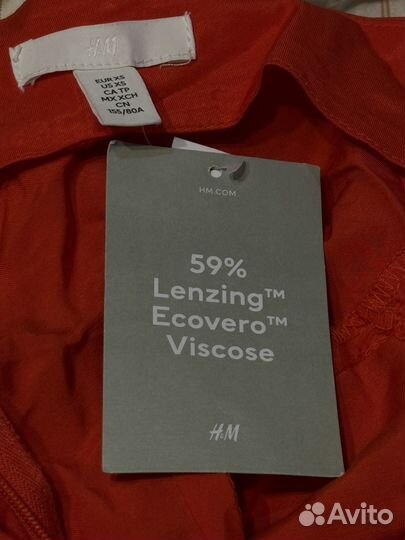 H&M
EUR XS
US XS
CA TP
MX XCH
CN
155/80A
HM.COM
59%
Lenzing™
Ecovero™
Viscose
H&M
Avito